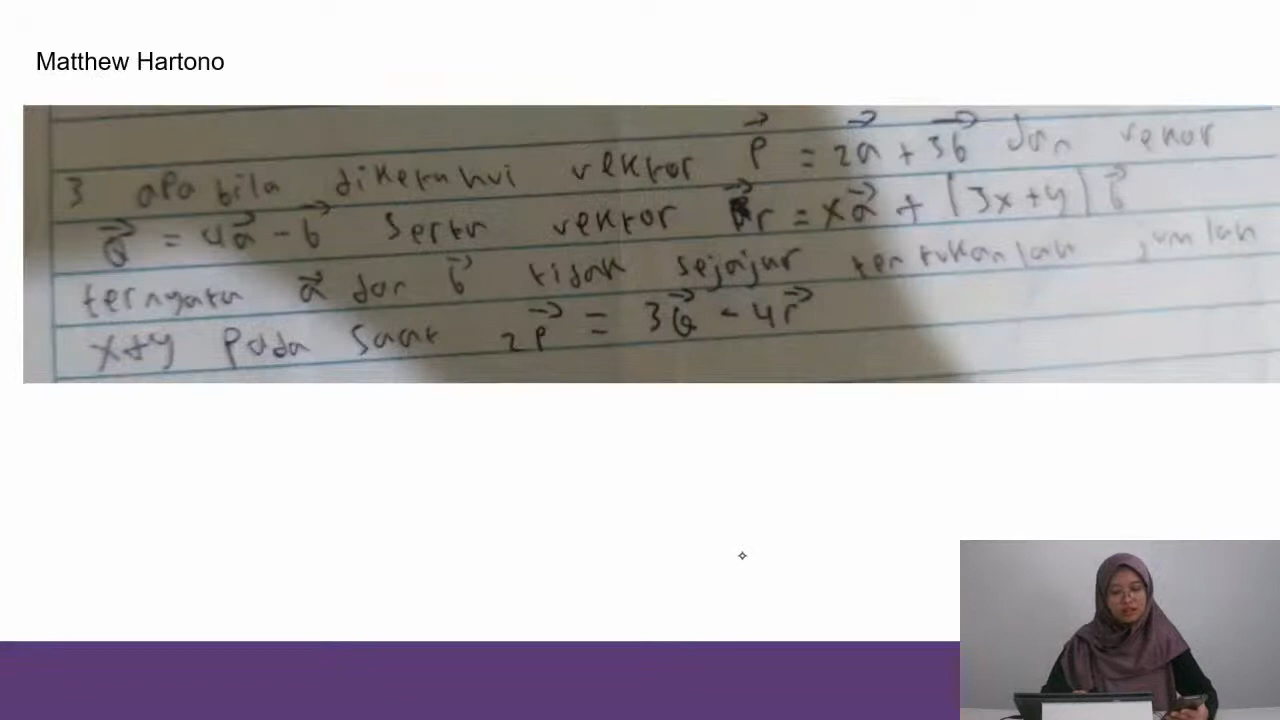 Matthew Hartono
3 apabila diketahui vektor P⃗ = 2a⃗ + 3b⃗ dan vekor
Q⃗ = 4a⃗ - b⃗ serta vektor r⃗ = xa⃗ + (3x+y) b⃗
ternyata a⃗ dan b⃗ tidak sejajar tentukanlah jumlah
x+y pada saat 2P⃗ = 3Q⃗ - 4r⃗